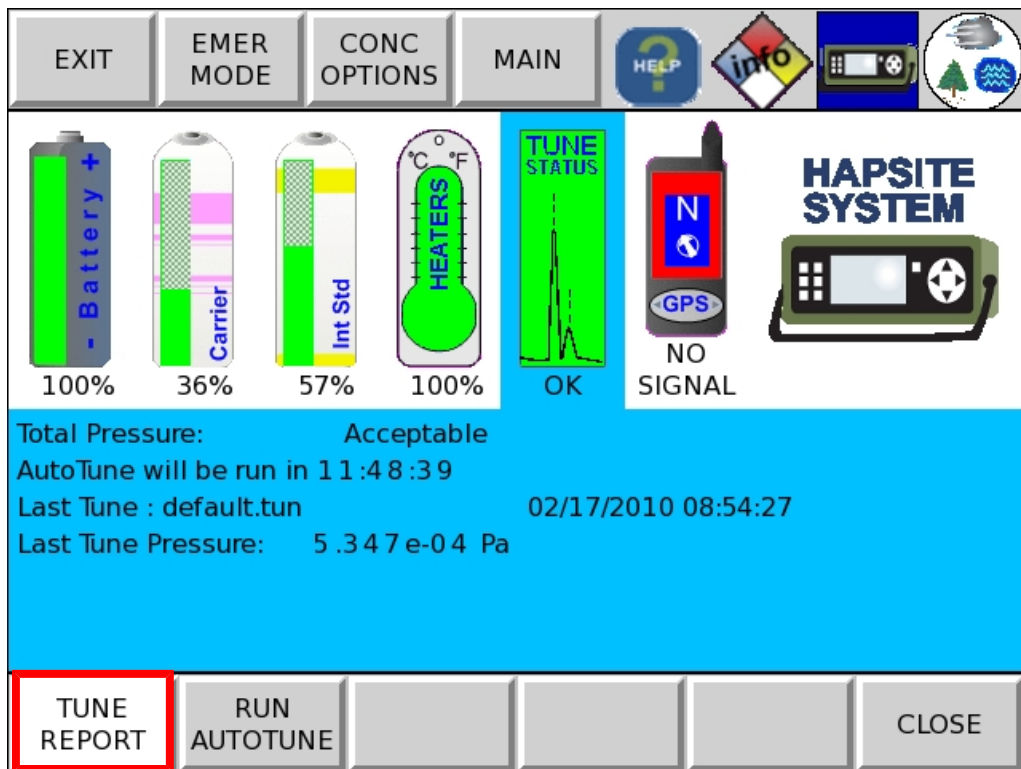 EXIT
EMER
MODE
CONC
OPTIONS
MAIN
HELP
?
info
- Battery +
100%
Carrier
36%
Int Std
57%
°C °F
HEATERS
100%
TUNE
STATUS
OK
N
GPS
NO
SIGNAL
HAPSITE
SYSTEM
Total Pressure: Acceptable
AutoTune will be run in 11:48:39
Last Tune : default.tun 02/17/2010 08:54:27
Last Tune Pressure: 5.347e-04 Pa
TUNE
REPORT
RUN
AUTOTUNE
CLOSE